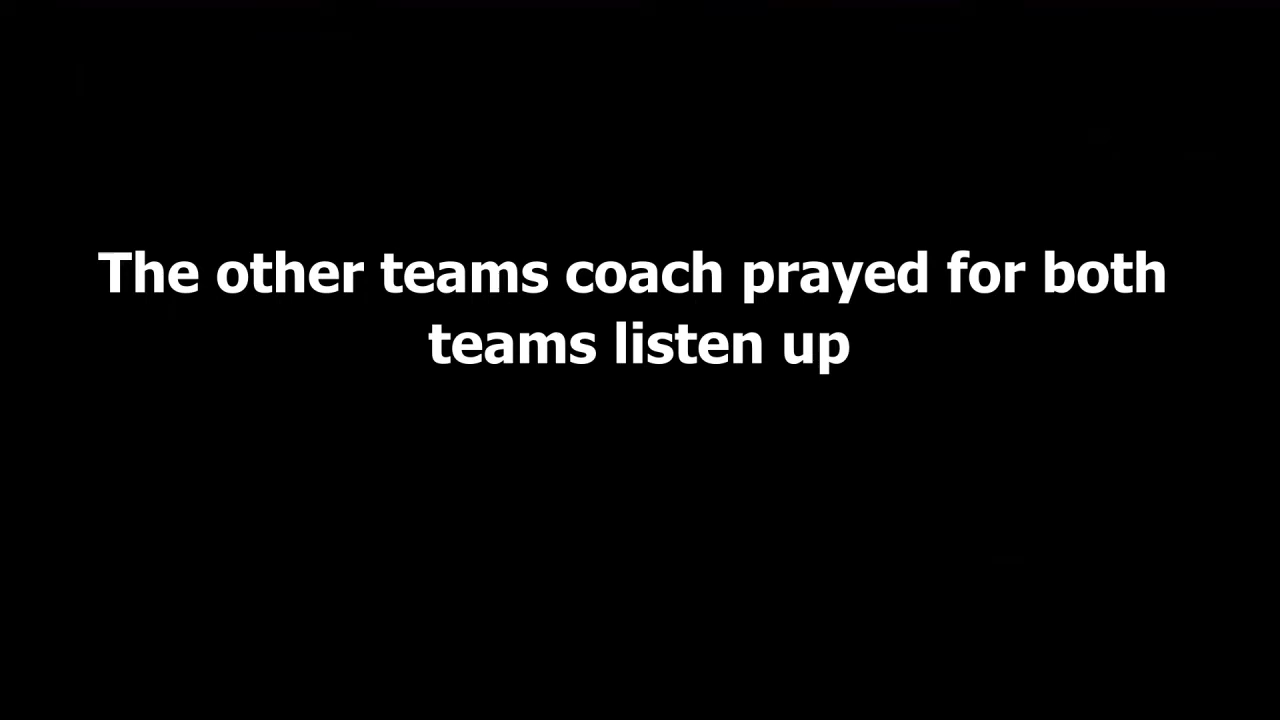 The other teams coach prayed for both
teams listen up